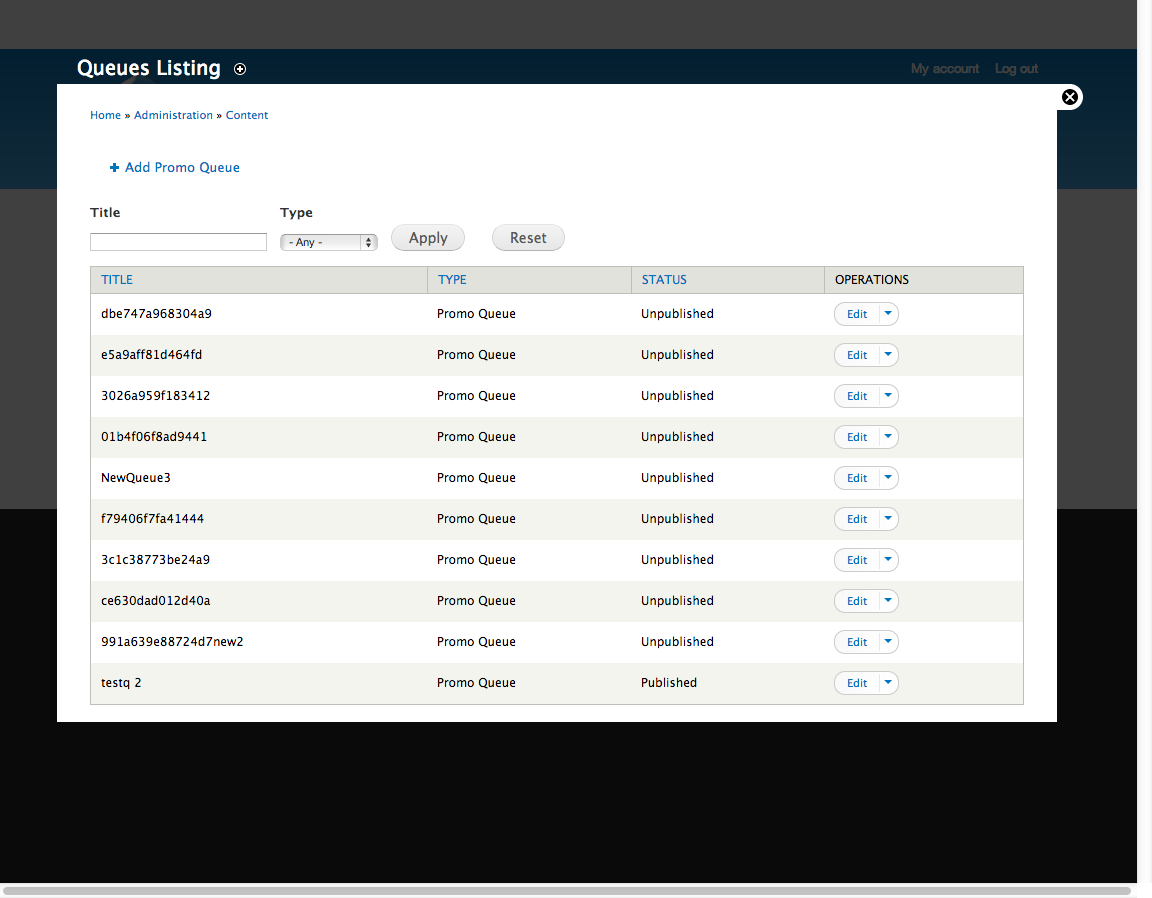 Queues Listing
My account Log out
Home » Administration » Content
Add Promo Queue
Title Type
- Any - Apply Reset
TITLE TYPE STATUS OPERATIONS
dbe747a968304a9 Promo Queue Unpublished Edit
e5a9aff81d464fd Promo Queue Unpublished Edit
3026a959f183412 Promo Queue Unpublished Edit
01b4f06f8ad9441 Promo Queue Unpublished Edit
NewQueue3 Promo Queue Unpublished Edit
f79406f7fa41444 Promo Queue Unpublished Edit
3c1c38773be24a9 Promo Queue Unpublished Edit
ce630dad012d40a Promo Queue Unpublished Edit
991a639e88724d7new2 Promo Queue Unpublished Edit
testq 2 Promo Queue Published Edit